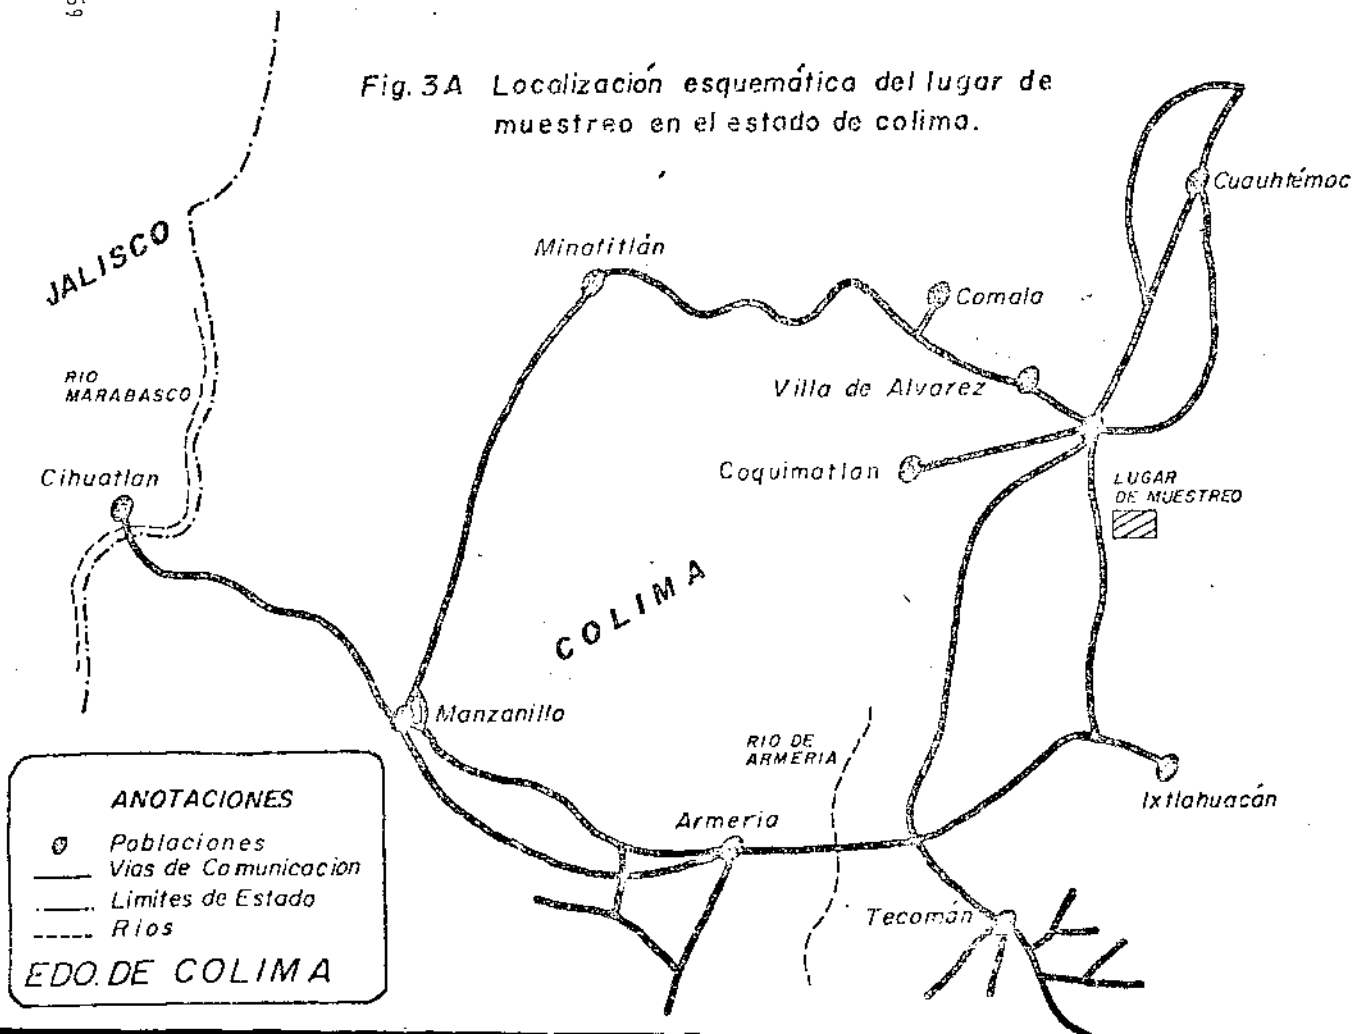 69
Fig. 3A Localización esquemática del lugar de
muestreo en el estado de colima.
Cuauhtémoc
JALISCO
Minatitlán
Comala
RIO
MARABASCO
Villa de Alvarez
Cihuatlan
Coquimatlan
LUGAR
DE MUESTREO
COLIMA
Manzanillo
RIO DE
ARMERIA
Ixtlahuacán
Armeria
Tecomán
ANOTACIONES
Poblaciones
Vias de Comunicacion
Limites de Estado
Rios
EDO. DE COLIMA